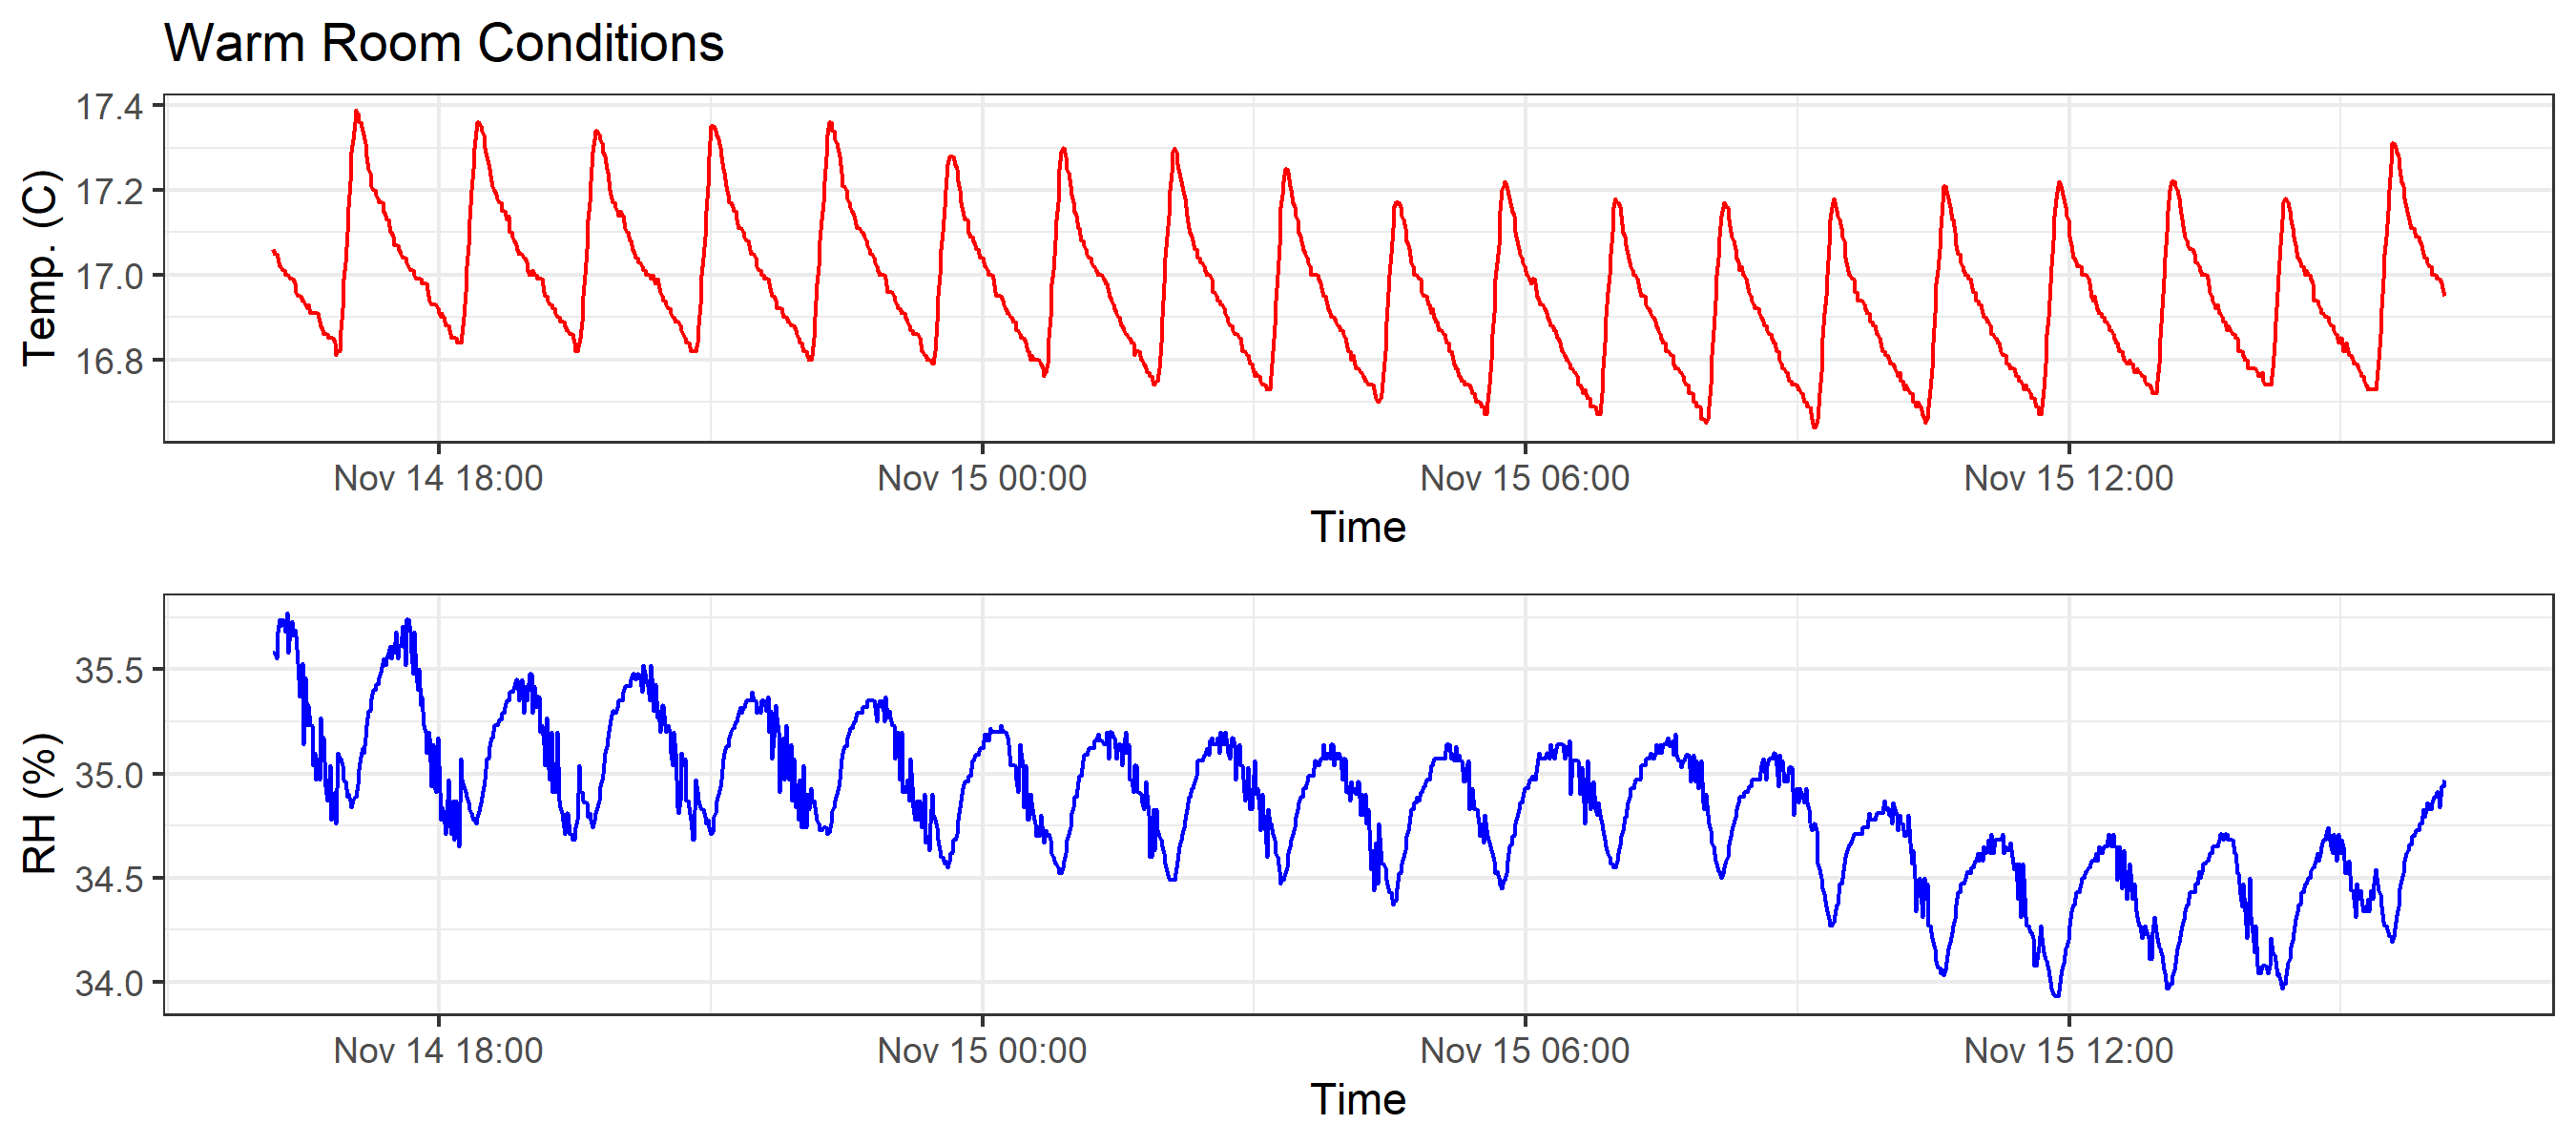 Warm Room Conditions
17.4
17.2
17.0
16.8
Temp. (C)
Nov 14 18:00 Nov 15 00:00 Nov 15 06:00 Nov 15 12:00
Time
35.5
35.0
34.5
34.0
RH (%)
Nov 14 18:00 Nov 15 00:00 Nov 15 06:00 Nov 15 12:00
Time